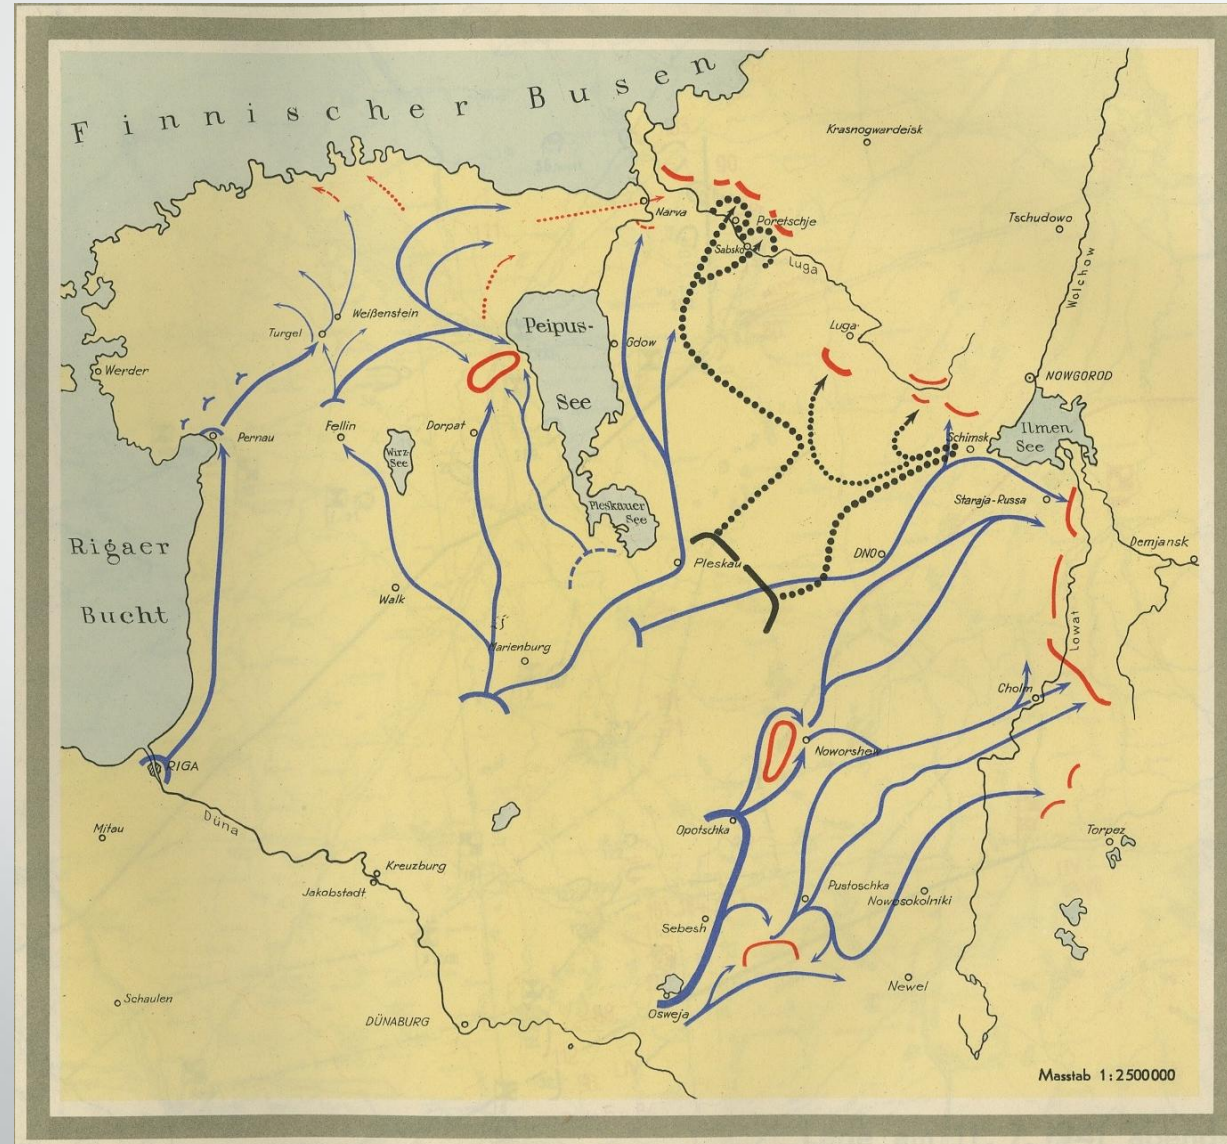 Finnischer Busen
Krasnogwardeisk
Narva
Poretschje
Tschudowo
Sabsk
Luga
Wolchow
Weißenstein
Peipus-
See
Turgel
Gdow
Luga
Werder
NOWGOROD
Pernau
Fellin
Dorpat
Wirz-
See
Schimsk
Ilmen
See
Pleskauer
See
Staraja-Russa
Rigaer
Bucht
Pleskau
DNO
Demjansk
Walk
Lowat
Marienburg
Cholm
Noworshew
RIGA
Düna
Mitau
Opotschka
Torpez
Kreuzburg
Jakobstadt
Pustoschka
Nowosokolniki
Sebesh
Newel
Schaulen
Osweja
DÜNABURG
Masstab 1:2500000